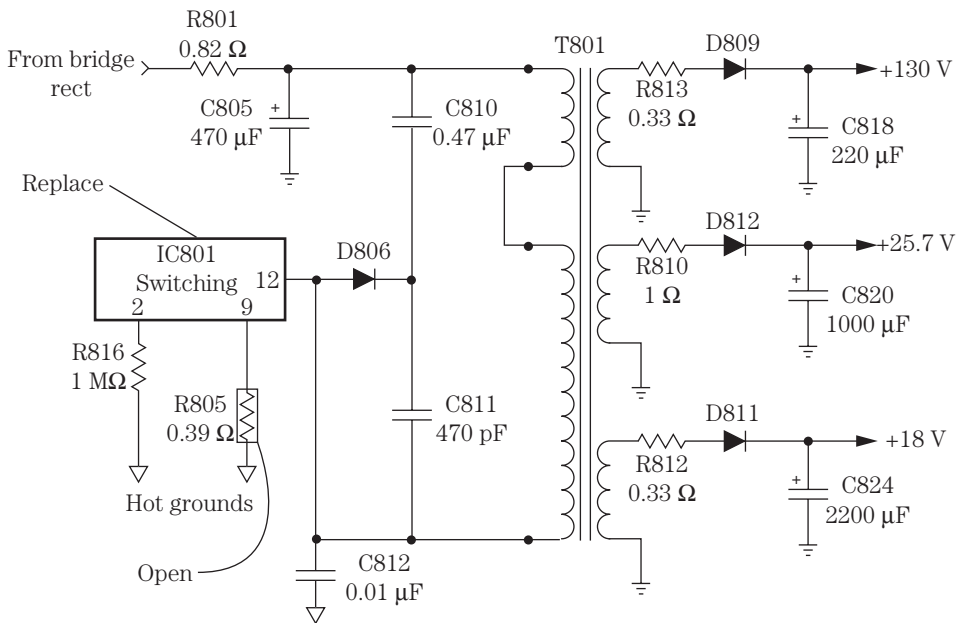 R801
0.82 Ω
From bridge
rect
C805
+
470 µF
C810
0.47 µF
T801
R813
0.33 Ω
D809
+130 V
+
C818
220 µF
Replace
IC801
Switching
12
2
9
D806
R816
1 MΩ
R805
0.39 Ω
Hot grounds
Open
C811
470 pF
C812
0.01 µF
D812
R810
1 Ω
+25.7 V
+
C820
1000 µF
D811
R812
0.33 Ω
+18 V
+
C824
2200 µF